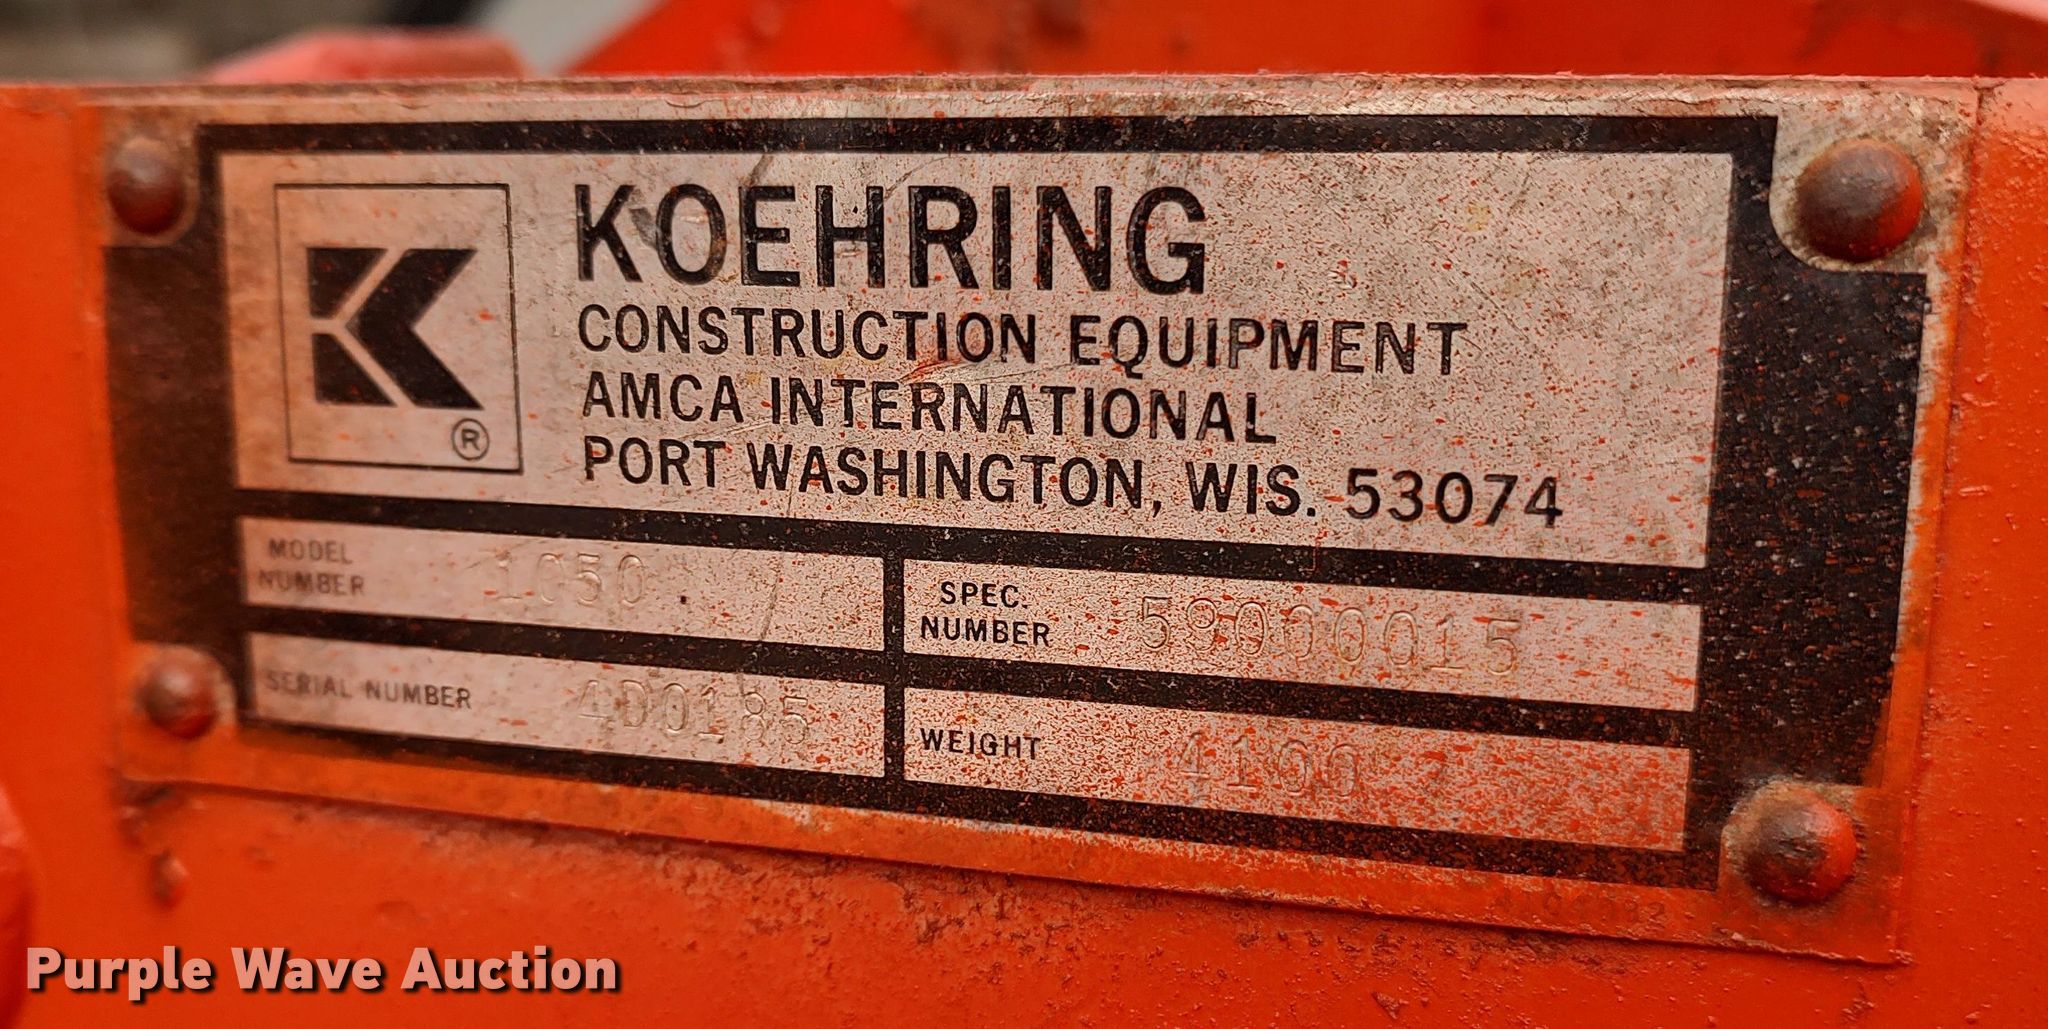 KOEHRING
CONSTRUCTION EQUIPMENT
AMCA INTERNATIONAL
PORT WASHINGTON, WIS. 53074
K
®
MODEL NUMBER 1050
SPEC. NUMBER 59000015
SERIAL NUMBER 4D0185
WEIGHT 4100
Purple Wave Auction